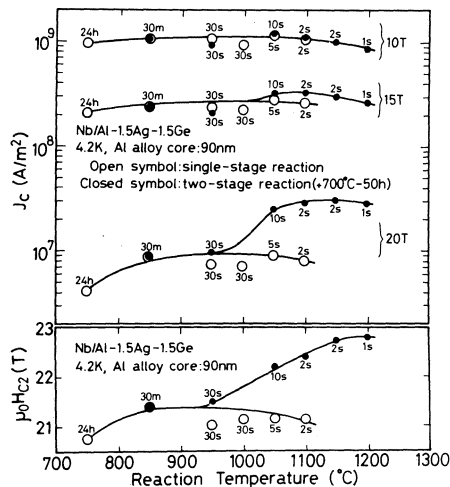 10⁹
24h 30m 30s 10s 2s 2s 1s
30s 30s 5s 2s
10T
24h 30m 30s 10s 2s 2s 1s
30s 30s 5s 2s
15T
Nb/Al-1.5Ag-1.5Ge
4.2K, Al alloy core:90nm
Open symbol:single-stage reaction
Closed symbol:two-stage reaction(+700°C-50h)
10⁸
J_C (A/m²)
10⁷
24h 30m 30s 30s 30s 10s 5s 2s 2s 2s 1s
20T
23
22
21
20
μ₀H_C2 (T)
Nb/Al-1.5Ag-1.5Ge
4.2K, Al alloy core:90nm
24h 30m 30s 30s 30s 10s 5s 2s 2s 2s 1s
700 800 900 1000 1100 1200 1300
Reaction Temperature (°C)